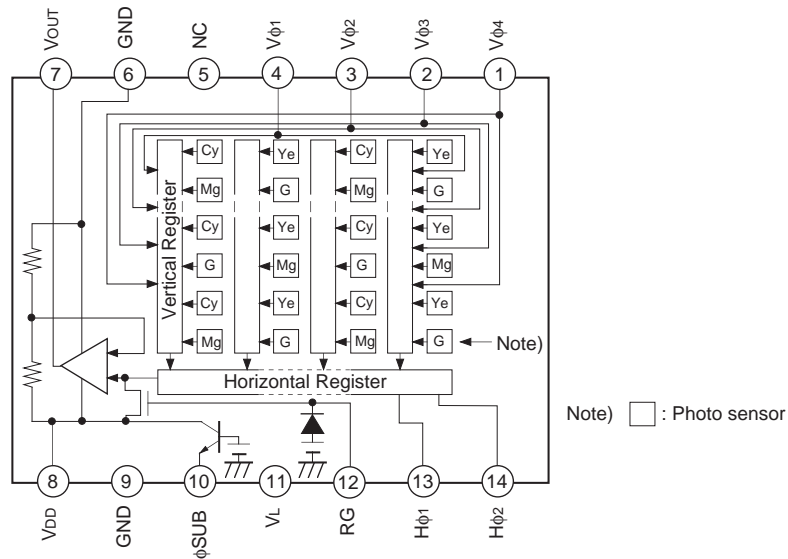 VOUT GND NC Vϕ1 Vϕ2 Vϕ3 Vϕ4
7 6 5 4 3 2 1
Vertical Register
Cy Ye Cy Ye
Mg G Mg G
Cy Ye Cy Ye
G Mg G Mg
Cy Ye Cy Ye
Mg G Mg G
Note)
Horizontal Register
Note) : Photo sensor
8 9 10 11 12 13 14
VDD GND ϕSUB VL RG Hϕ1 Hϕ2